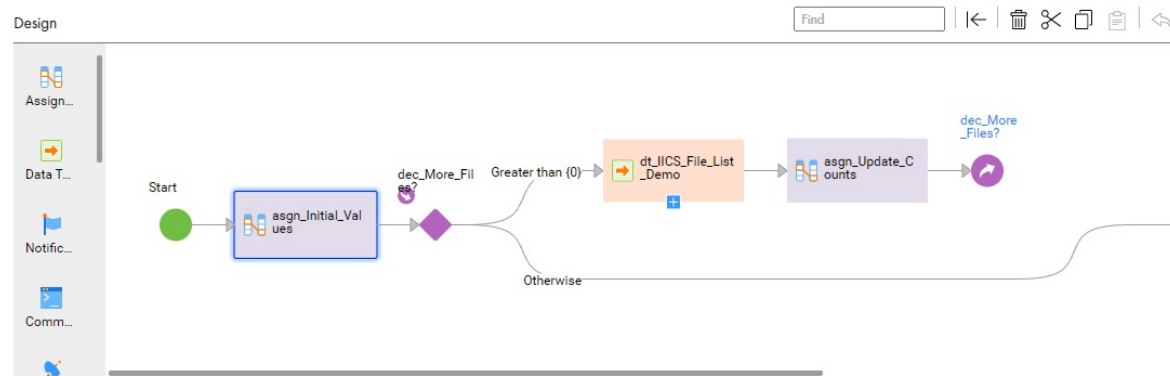 Design
Find
Assign...
Data T...
Notific...
Comm...
Start
asgn_Initial_Val
ues
dec_More_Fil
es?
Greater than {0}
Otherwise
dt_IICS_File_List
_Demo
asgn_Update_C
ounts
dec_More
_Files?